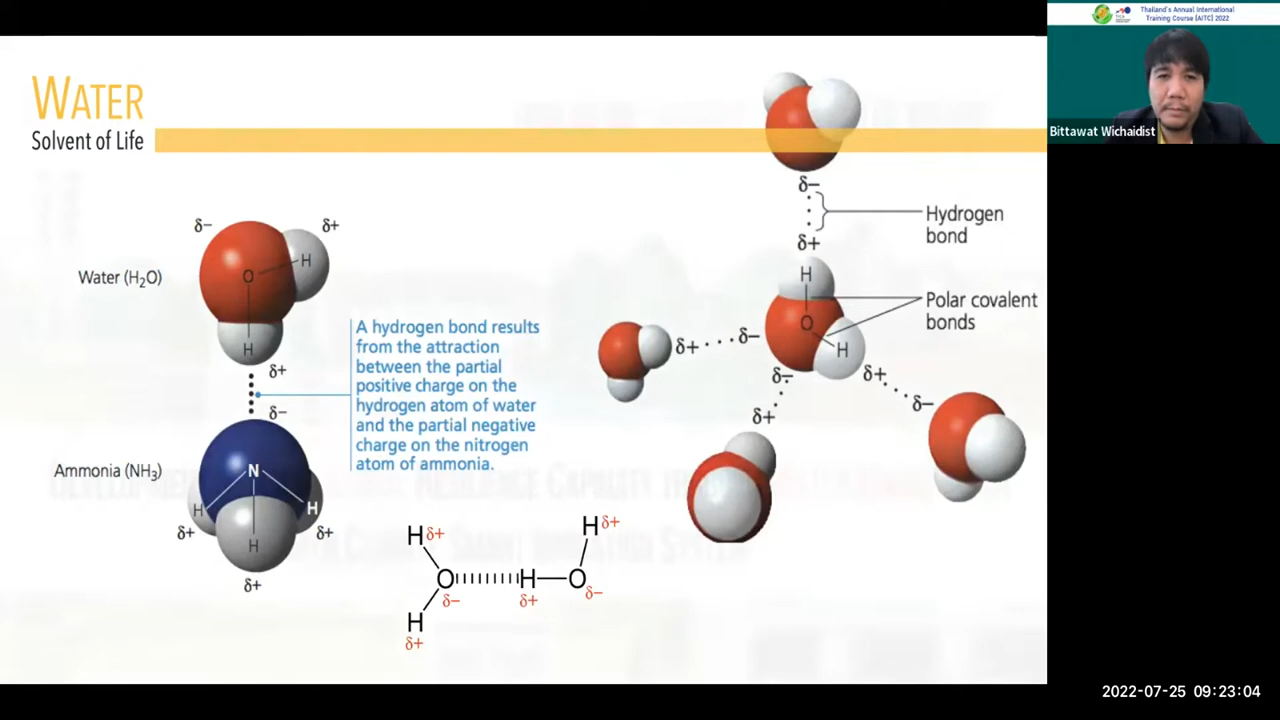 Thailand's Annual International
Training Course (AITC) 2022
Bittawat Wichaidist
WATER
Solvent of Life
δ−
δ+
Water (H₂O)
O
H
H
δ+
δ−
Ammonia (NH₃)
N
H
H
H
δ+
δ+
δ+
A hydrogen bond results
from the attraction
between the partial
positive charge on the
hydrogen atom of water
and the partial negative
charge on the nitrogen
atom of ammonia.
H δ+
O
δ−
H
δ+
H
δ+
O
δ−
H δ+
δ−
δ+
Hydrogen
bond
H
O
H
Polar covalent
bonds
δ+
δ−
δ−
δ+
δ+
δ−
2022-07-25 09:23:04